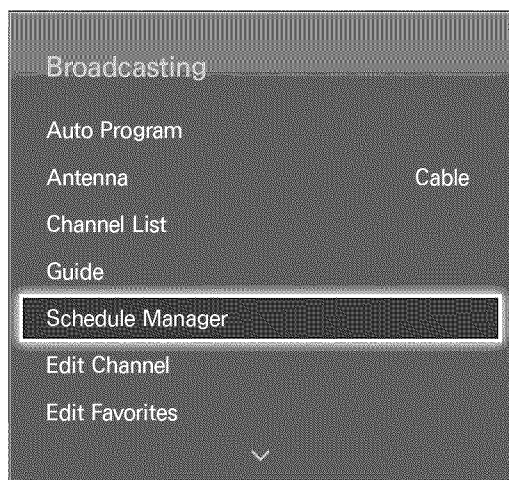 Broadcasting
Auto Program
Antenna Cable
Channel List
Guide
Schedule Manager
Edit Channel
Edit Favorites